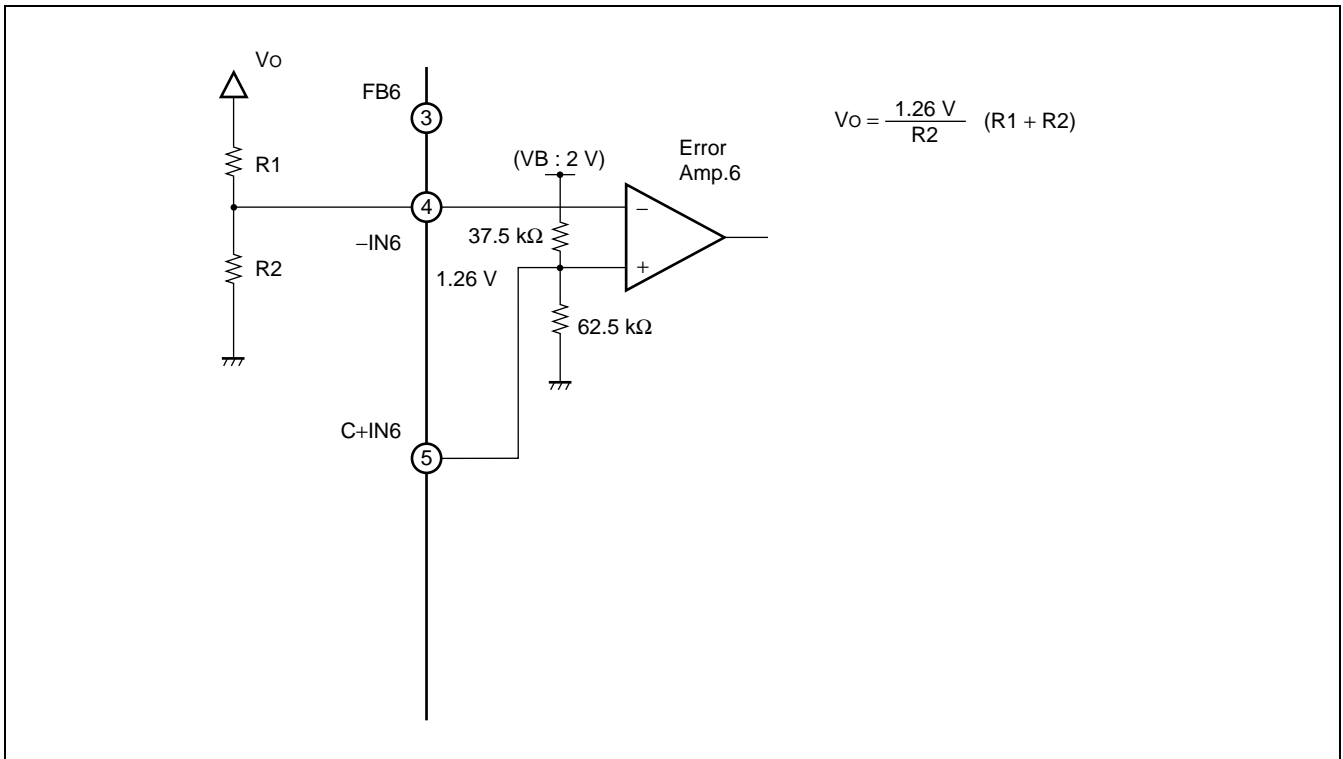 Vo
FB6
3
Vo = 1.26 V / R2 (R1 + R2)
R1
(VB : 2 V)
Error
Amp.6
4
−
−IN6
37.5 kΩ
R2
1.26 V
+
62.5 kΩ
C+IN6
5